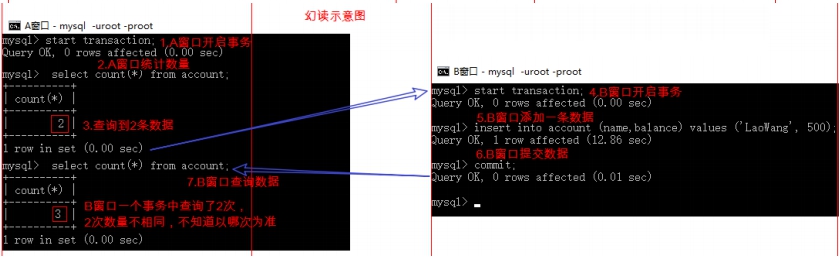 幻读示意图
A窗口 - mysql -uroot -proot
mysql> start transaction; 1.A窗口开启事务
Query OK, 0 rows affected (0.00 sec)
2.A窗口统计数量
mysql> select count(*) from account;
+----------+
| count(*) |
+----------+
| 2 | 3.查询到2条数据
+----------+
1 row in set (0.00 sec)
mysql> select count(*) from account;
+----------+
7.B窗口查询数据
| count(*) |
+----------+
B窗口一个事务中查询了2次，
| 3 | 2次数量不相同，不知道以哪次为准
+----------+
1 row in set (0.00 sec)
B窗口 - mysql -uroot -proot
mysql> start transaction; 4.B窗口开启事务
Query OK, 0 rows affected (0.00 sec)
5.B窗口添加一条数据
mysql> insert into account (name,balance) values ('LaoWang', 500);
Query OK, 1 row affected (12.86 sec)
6.B窗口提交数据
mysql> commit;
Query OK, 0 rows affected (0.01 sec)
mysql> _